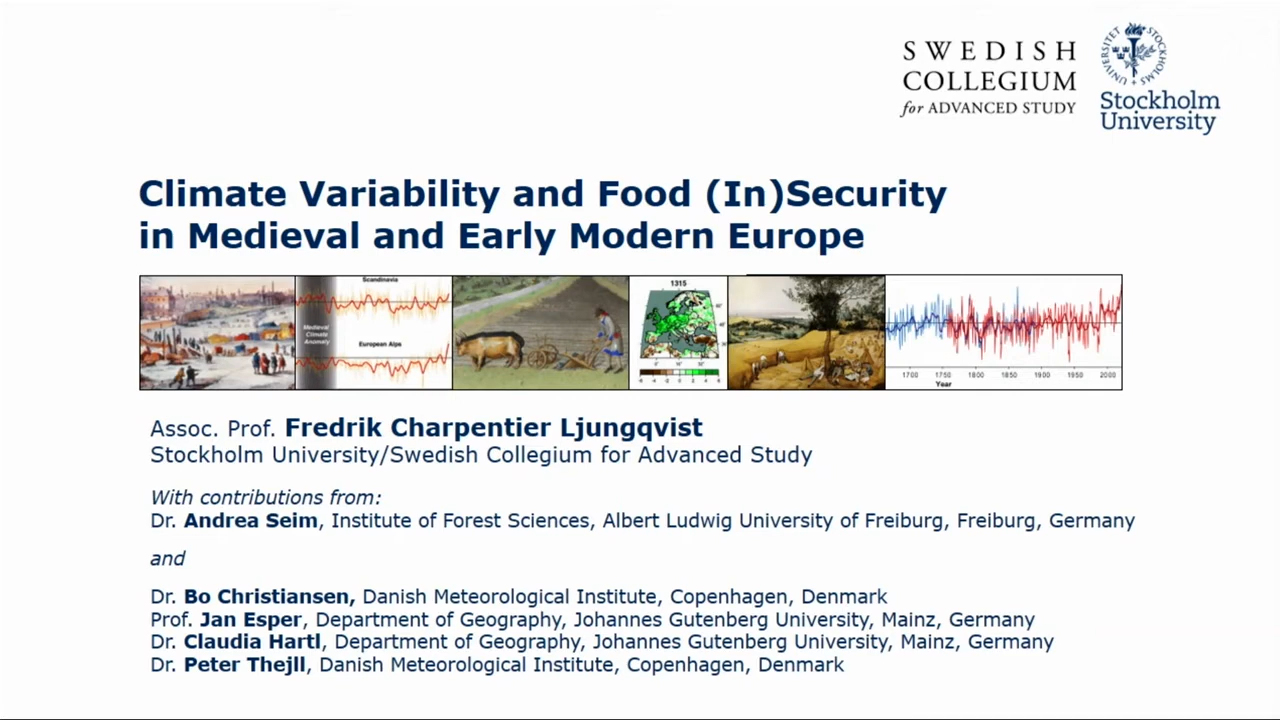 SWEDISH
COLLEGIUM
for ADVANCED STUDY
Stockholm
University
Climate Variability and Food (In)Security
in Medieval and Early Modern Europe
Scandinavia
Medieval
Climate
Anomaly
European Alps
1315
1700 1750 1800 1850 1900 1950 2000
Year
Assoc. Prof. Fredrik Charpentier Ljungqvist
Stockholm University/Swedish Collegium for Advanced Study
With contributions from:
Dr. Andrea Seim, Institute of Forest Sciences, Albert Ludwig University of Freiburg, Freiburg, Germany
and
Dr. Bo Christiansen, Danish Meteorological Institute, Copenhagen, Denmark
Prof. Jan Esper, Department of Geography, Johannes Gutenberg University, Mainz, Germany
Dr. Claudia Hartl, Department of Geography, Johannes Gutenberg University, Mainz, Germany
Dr. Peter Thejll, Danish Meteorological Institute, Copenhagen, Denmark